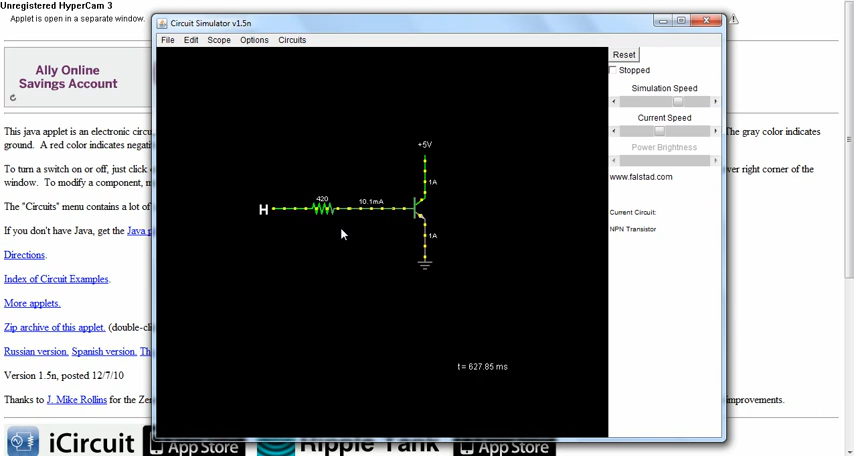 Unregistered HyperCam 3
Applet is open in a separate window.
Circuit Simulator v1.5n
File Edit Scope Options Circuits
Reset
Stopped
Simulation Speed
Current Speed
Power Brightness
www.falstad.com
Current Circuit:
NPN Transistor
+5V
1A
420
10.1mA
H
1A
t = 627.85 ms
Ally Online
Savings Account
This java applet is an electronic circu
The gray color indicates
ground. A red color indicates negati
To turn a switch on or off, just click
er right corner of the
window. To modify a component, m
The "Circuits" menu contains a lot of
If you don't have Java, get the Java p
Directions.
Index of Circuit Examples.
More applets.
Zip archive of this applet. (double-cli
Russian version. Spanish version. Th
Version 1.5n, posted 12/7/10
Thanks to J. Mike Rollins for the Ze
improvements.
iCircuit App Store Ripple Tank App Store